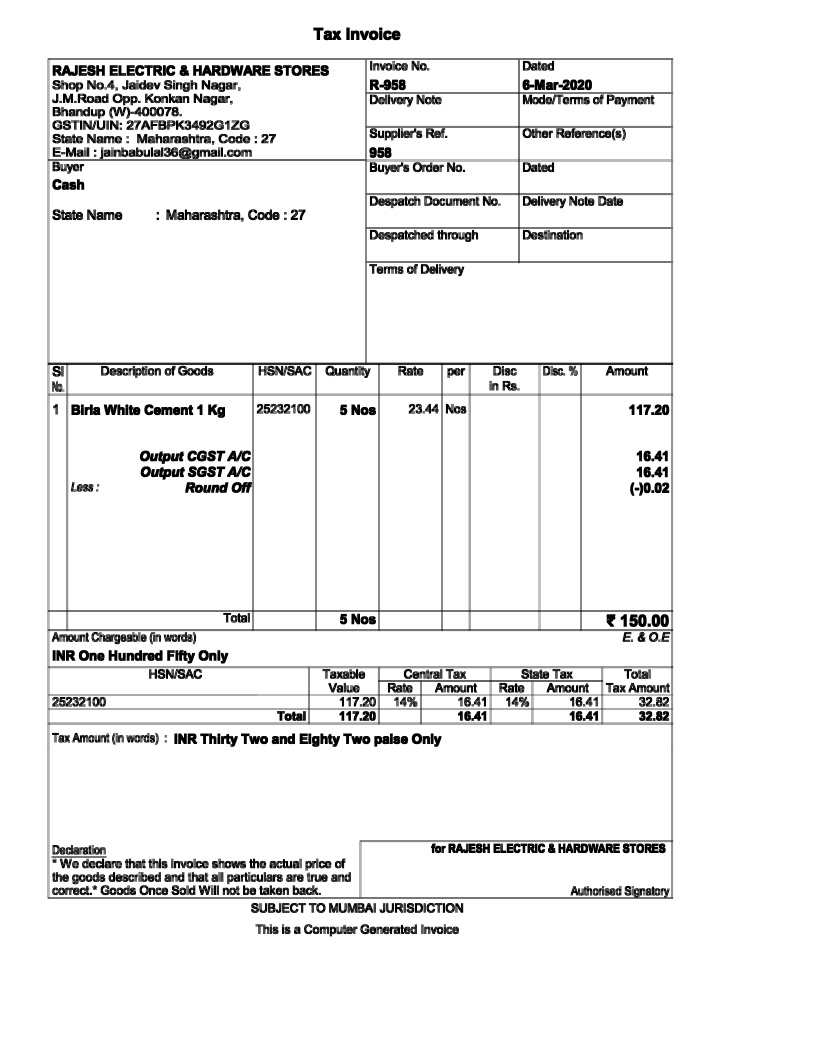 Tax Invoice
RAJESH ELECTRIC & HARDWARE STORES
Shop No.4, Jaidev Singh Nagar,
J.M.Road Opp. Konkan Nagar,
Bhandup (W)-400078.
GSTIN/UIN: 27AFBPK3492G1ZG
State Name : Maharashtra, Code : 27
E-Mail : jainbabulal36@gmail.com
Invoice No. Dated
R-958 6-Mar-2020
Delivery Note Mode/Terms of Payment
Supplier's Ref. Other Reference(s)
958
Buyer
Cash
State Name : Maharashtra, Code : 27
Buyer's Order No. Dated
Despatch Document No. Delivery Note Date
Despatched through Destination
Terms of Delivery
Sl Description of Goods HSN/SAC Quantity Rate per Disc Disc. % Amount
No. in Rs.
1 Birla White Cement 1 Kg 25232100 5 Nos 23.44 Nos 117.20
Output CGST A/C 16.41
Output SGST A/C 16.41
Less : Round Off (-)0.02
Total 5 Nos ₹ 150.00
Amount Chargeable (in words) E. & O.E
INR One Hundred Fifty Only
HSN/SAC Taxable Central Tax State Tax Total
Value Rate Amount Rate Amount Tax Amount
25232100 117.20 14% 16.41 14% 16.41 32.82
Total 117.20 16.41 16.41 32.82
Tax Amount (in words) : INR Thirty Two and Eighty Two paise Only
Declaration
* We declare that this invoice shows the actual price of
the goods described and that all particulars are true and
correct.* Goods Once Sold Will not be taken back.
for RAJESH ELECTRIC & HARDWARE STORES
Authorised Signatory
SUBJECT TO MUMBAI JURISDICTION
This is a Computer Generated Invoice